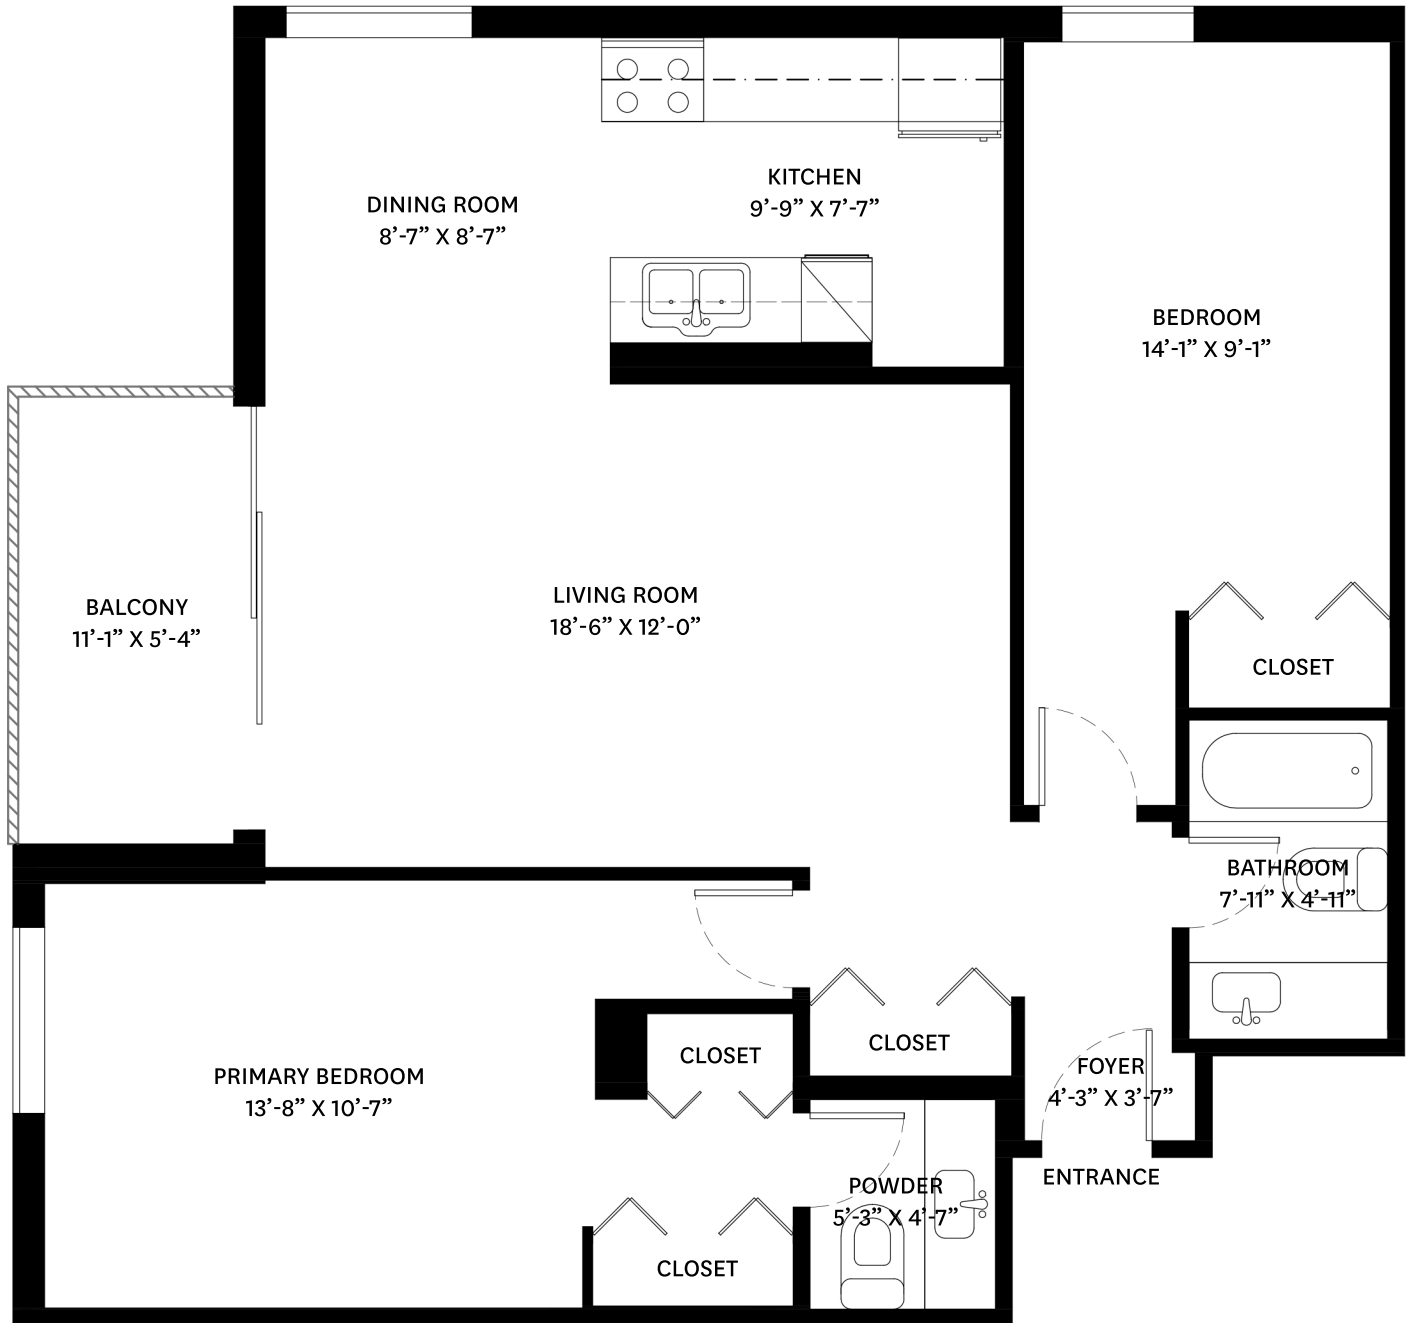 KITCHEN
9’-9” X 7’-7”
DINING ROOM
8’-7” X 8’-7”
BEDROOM
14’-1” X 9’-1”
LIVING ROOM
18’-6” X 12’-0”
BALCONY
11’-1” X 5’-4”
CLOSET
BATHROOM
7’-11” X 4’-11”
CLOSET
CLOSET
FOYER
4’-3” X 3’-7”
PRIMARY BEDROOM
13’-8” X 10’-7”
ENTRANCE
POWDER
5’-3” X 4’-7”
CLOSET